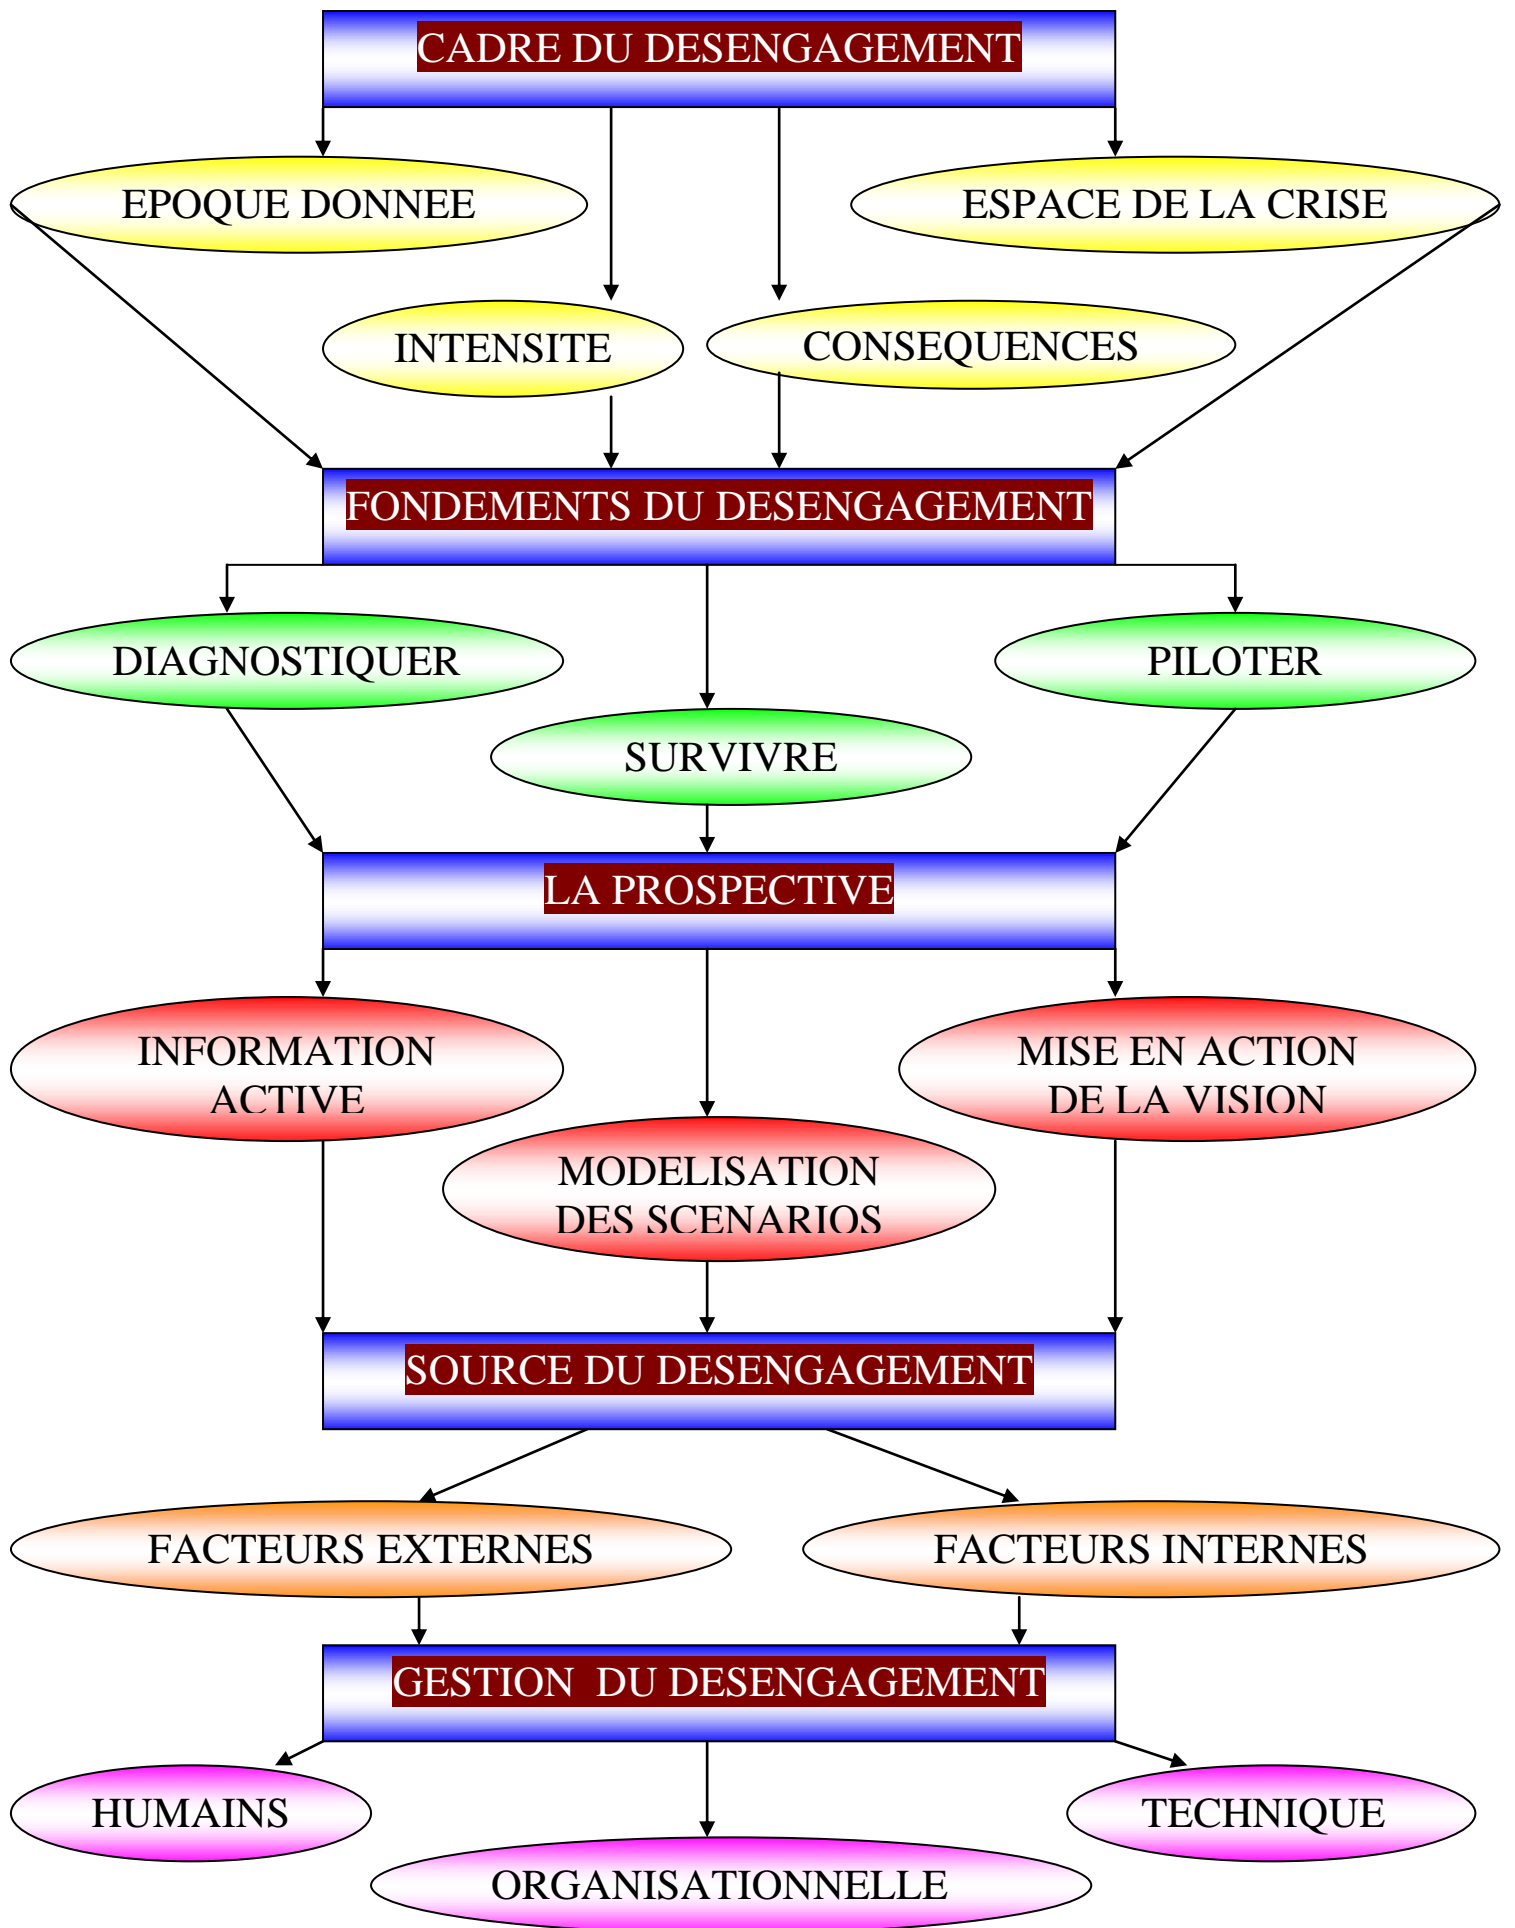 CADRE DU DESENGAGEMENT
EPOQUE DONNEE
ESPACE DE LA CRISE
INTENSITE
CONSEQUENCES
FONDEMENTS DU DESENGAGEMENT
DIAGNOSTIQUER
PILOTER
SURVIVRE
LA PROSPECTIVE
INFORMATION
ACTIVE
MISE EN ACTION
DE LA VISION
MODELISATION
DES SCENARIOS
SOURCE DU DESENGAGEMENT
FACTEURS EXTERNES
FACTEURS INTERNES
GESTION  DU DESENGAGEMENT
HUMAINS
TECHNIQUE
ORGANISATIONNELLE